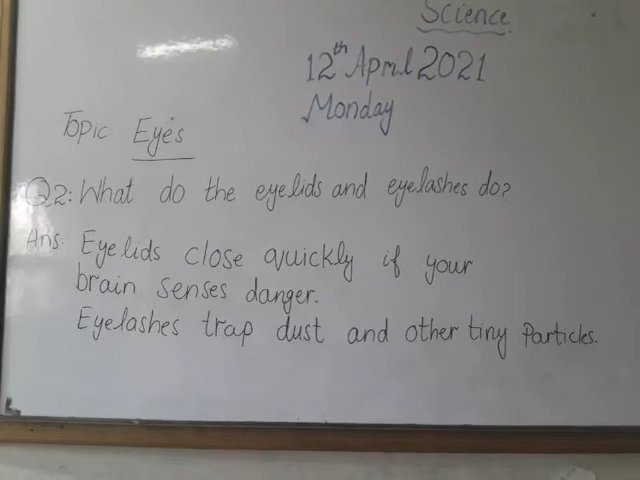 Science
12th April 2021
Monday
Topic Eyes
Q2: What do the eyelids and eyelashes do?
Ans. Eyelids close quickly if your
brain senses danger.
Eyelashes trap dust and other tiny Particles.